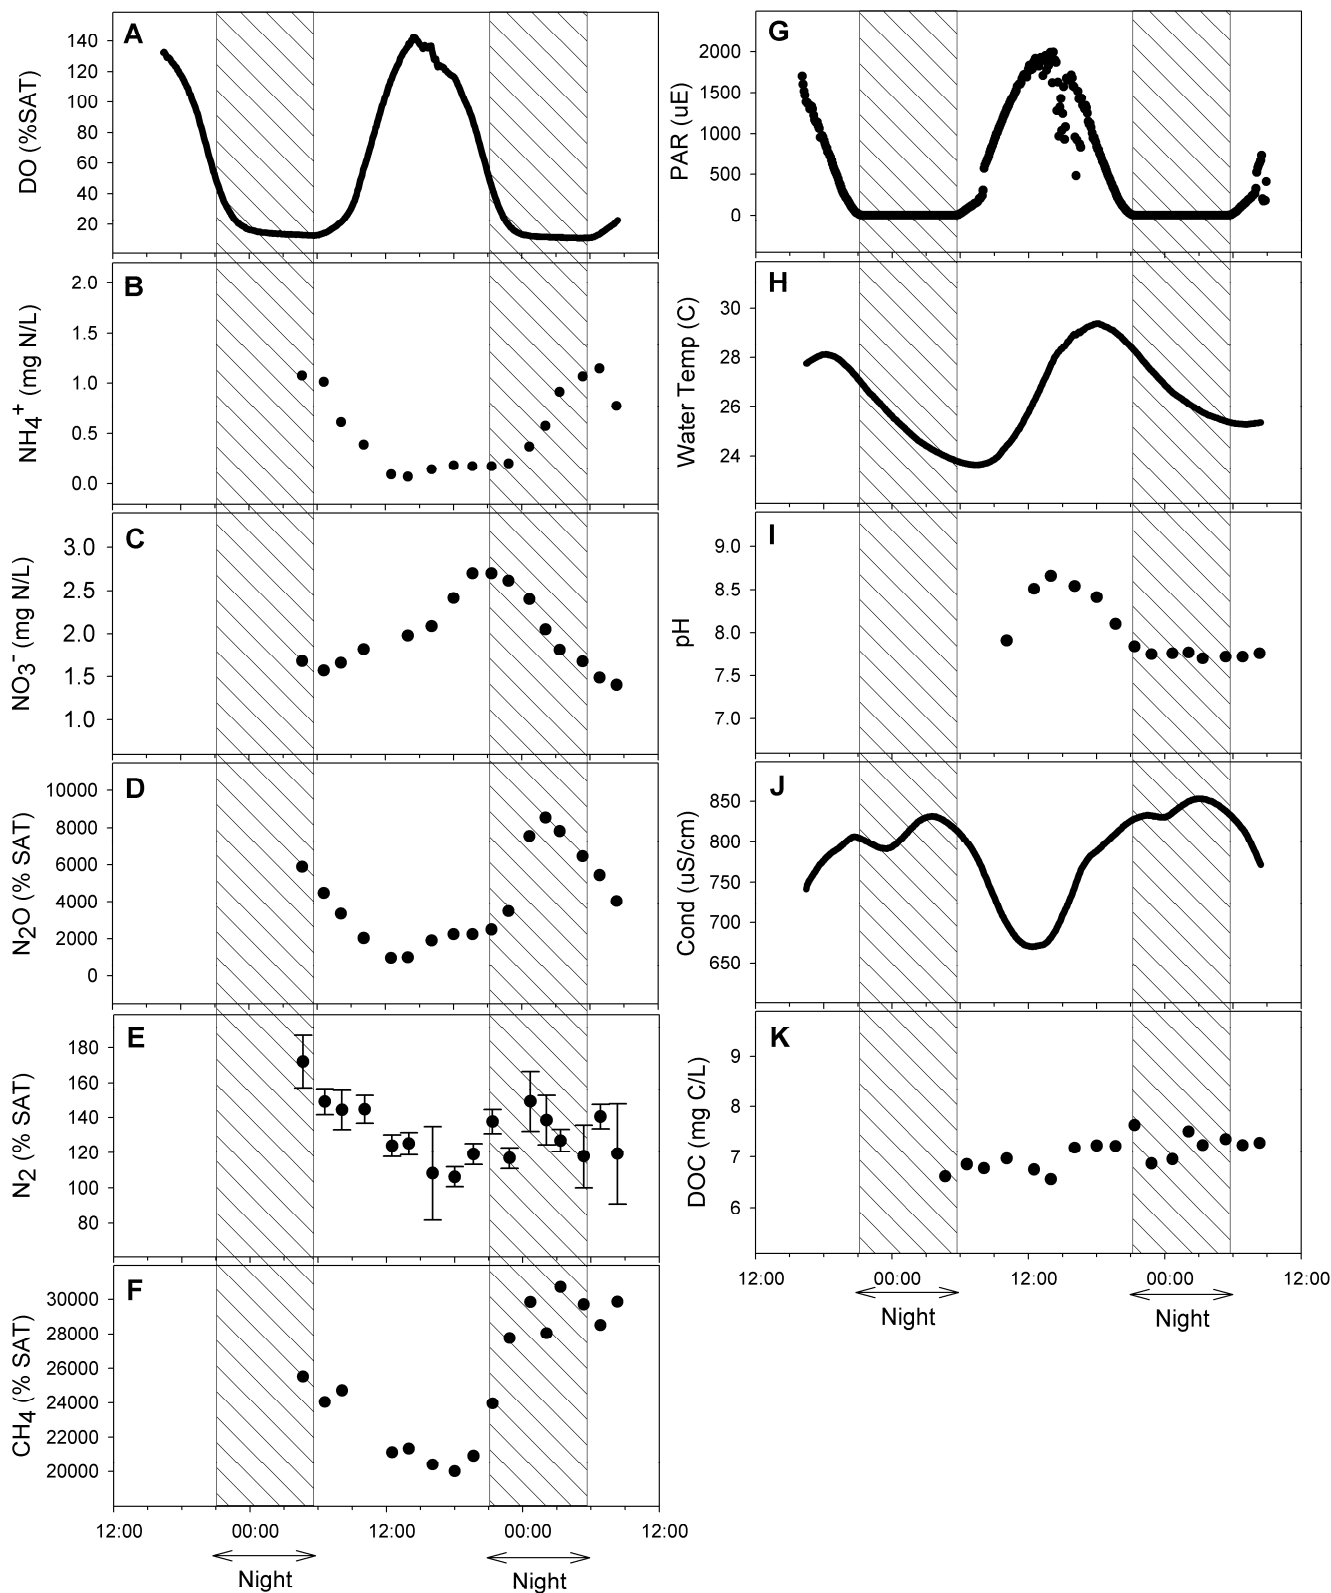 A
DO (%SAT)
140
120
100
80
60
40
20
B
NH4+ (mg N/L)
2.0
1.5
1.0
0.5
0.0
C
NO3- (mg N/L)
3.0
2.5
2.0
1.5
1.0
D
N2O (% SAT)
10000
8000
6000
4000
2000
0
E
N2 (% SAT)
180
160
140
120
100
80
F
CH4 (% SAT)
30000
28000
26000
24000
22000
20000
12:00 00:00 12:00 00:00 12:00
Night Night
G
PAR (uE)
2000
1500
1000
500
0
H
Water Temp (C)
30
28
26
24
I
pH
9.0
8.5
8.0
7.5
7.0
J
Cond (uS/cm)
850
800
750
700
650
K
DOC (mg C/L)
9
8
7
6
12:00 00:00 12:00 00:00 12:00
Night Night